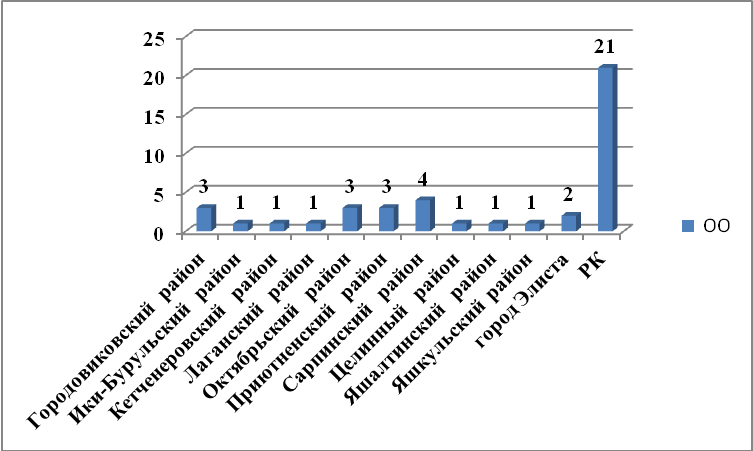 25
20
15
10
5
0
3
1
1
1
3
3
4
1
1
1
2
21
Городовиковский район
Ики-Бурульский район
Кетченеровский район
Лаганский район
Октябрьский район
Приютненский район
Сарпинский район
Целинный район
Яшалтинский район
Яшкульский район
город Элиста
РК
ОО